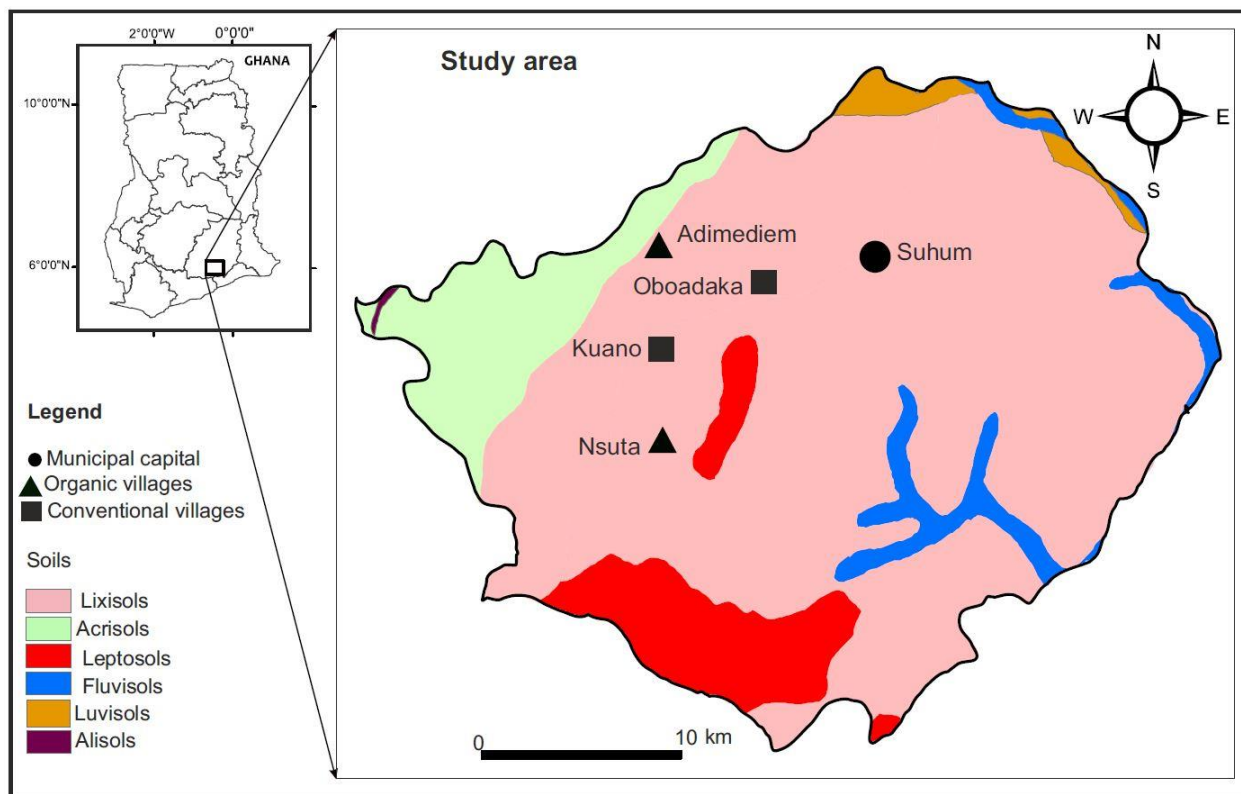 2°0'0"W 0°0'0"
GHANA
10°0'0"N
6°0'0"N
Study area
N
W E
S
Adimediem
Suhum
Oboadaka
Kuano
Nsuta
Legend
Municipal capital
Organic villages
Conventional villages
Soils
Lixisols
Acrisols
Leptosols
Fluvisols
Luvisols
Alisols
0 10 km